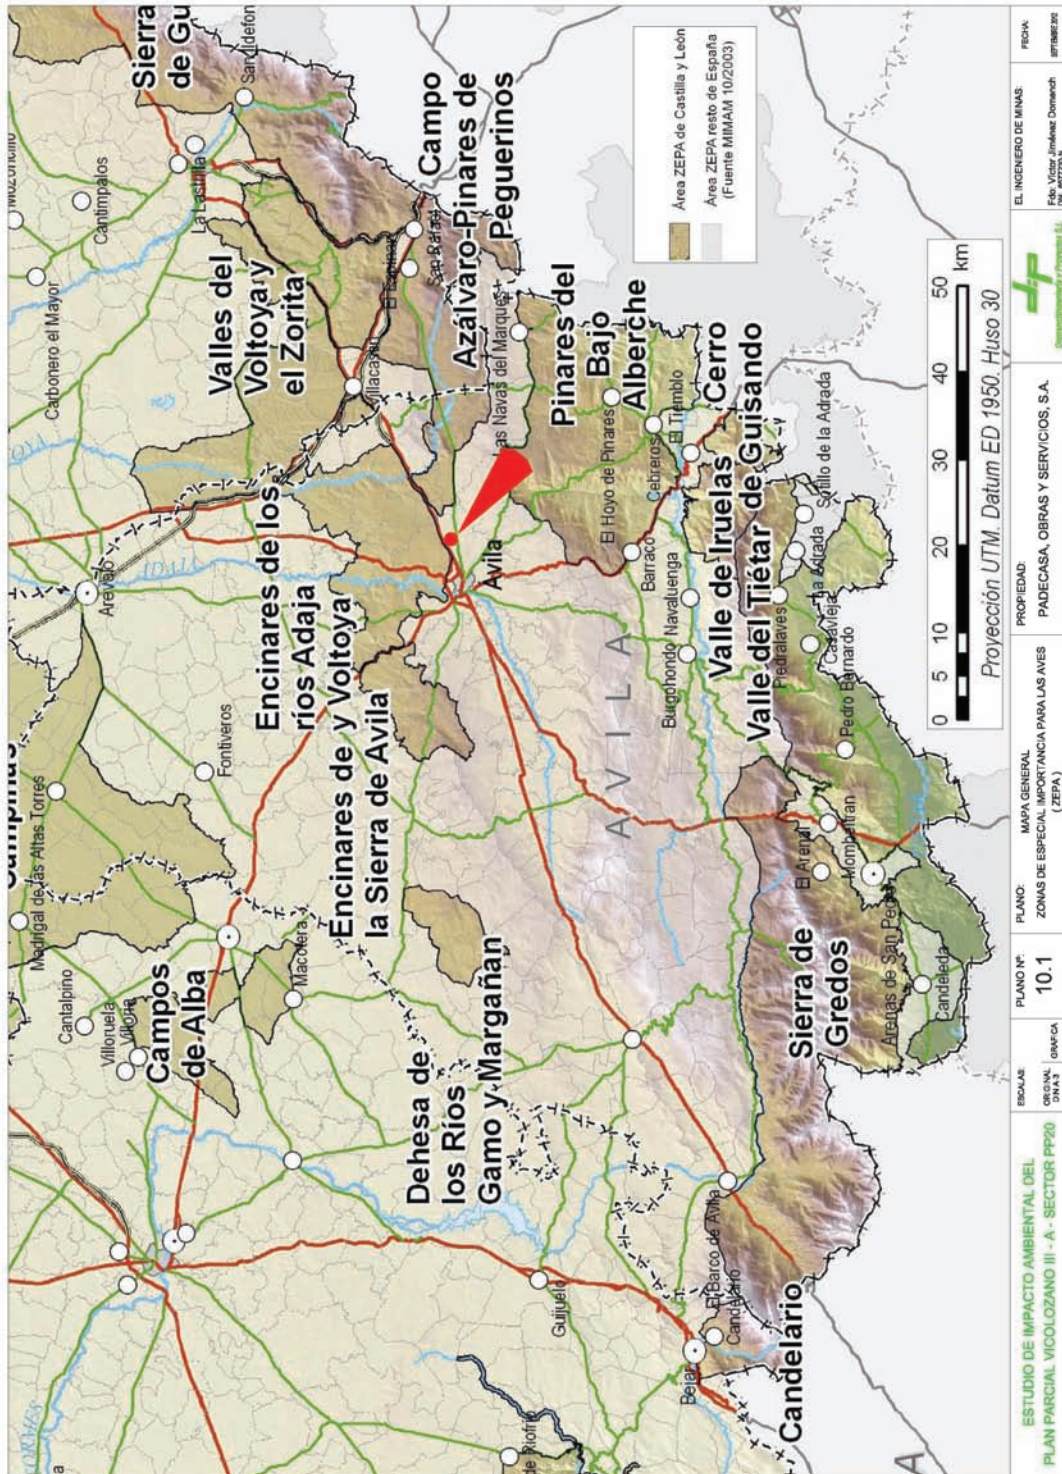 Sierra
de Gu
San Ildefon
Mozoncillo
Cantimpalos
La Lastrilla
Carbonero el Mayor
Valles del
Voltoya y
el Zorita
El Espinar
San Rafael
Villacastín
Campo
Azálvaro-Pinares de
Peguerinos
Las Navas del Marqués
Pinares del
Bajo
Alberche
El Hoyo de Pinares
Cebreros
El Tiemblo
Cerro
de Guisando
Valle de Iruelas
Valle del Tiétar
Sotillo de la Adrada
La Adrada
Piedralaves
Casavieja
Pedro Bernardo
Barraco
Navaluenga
Burgohondo
Avila
AVILA
Arévalo
Encinares de los
ríos Adaja
y Voltoya
Encinares de
la Sierra de Avila
Fontiveros
Madrigal de las Altas Torres
Cantalpino
Villoruela
Villoria
Campos
de Alba
Macotera
Dehesa de
los Ríos
Gamo y Margañan
Sierra de
Gredos
El Arenal
Mombeltrán
Arenas de San Pedro
Candeleda
El Barco de Avila
Candelario
Béjar
Guijuelo
Candelario
TORMES
de Riofrío
A
Área ZEPA de Castilla y León
Área ZEPA resto de España
(Fuente MIMAM 10/2003)
0 5 10 20 30 40 50 km
Proyección UTM. Datum ED 1950. Huso 30
ESTUDIO DE IMPACTO AMBIENTAL DEL
PLAN PARCIAL VICOLOZANO III - A - SECTOR PP20
ESCALAS:
ORIGINAL
DIN A 3
GRAFICA
PLANO Nº:
10.1
PLANO:
MAPA GENERAL
ZONAS DE ESPECIAL IMPORTANCIA PARA LAS AVES
( ZEPA )
PROPIEDAD:
PADECASA, OBRAS Y SERVICIOS, S.A.
EL INGENIERO DE MINAS:
Fdo: Víctor Jiménez Domench
FECHA: